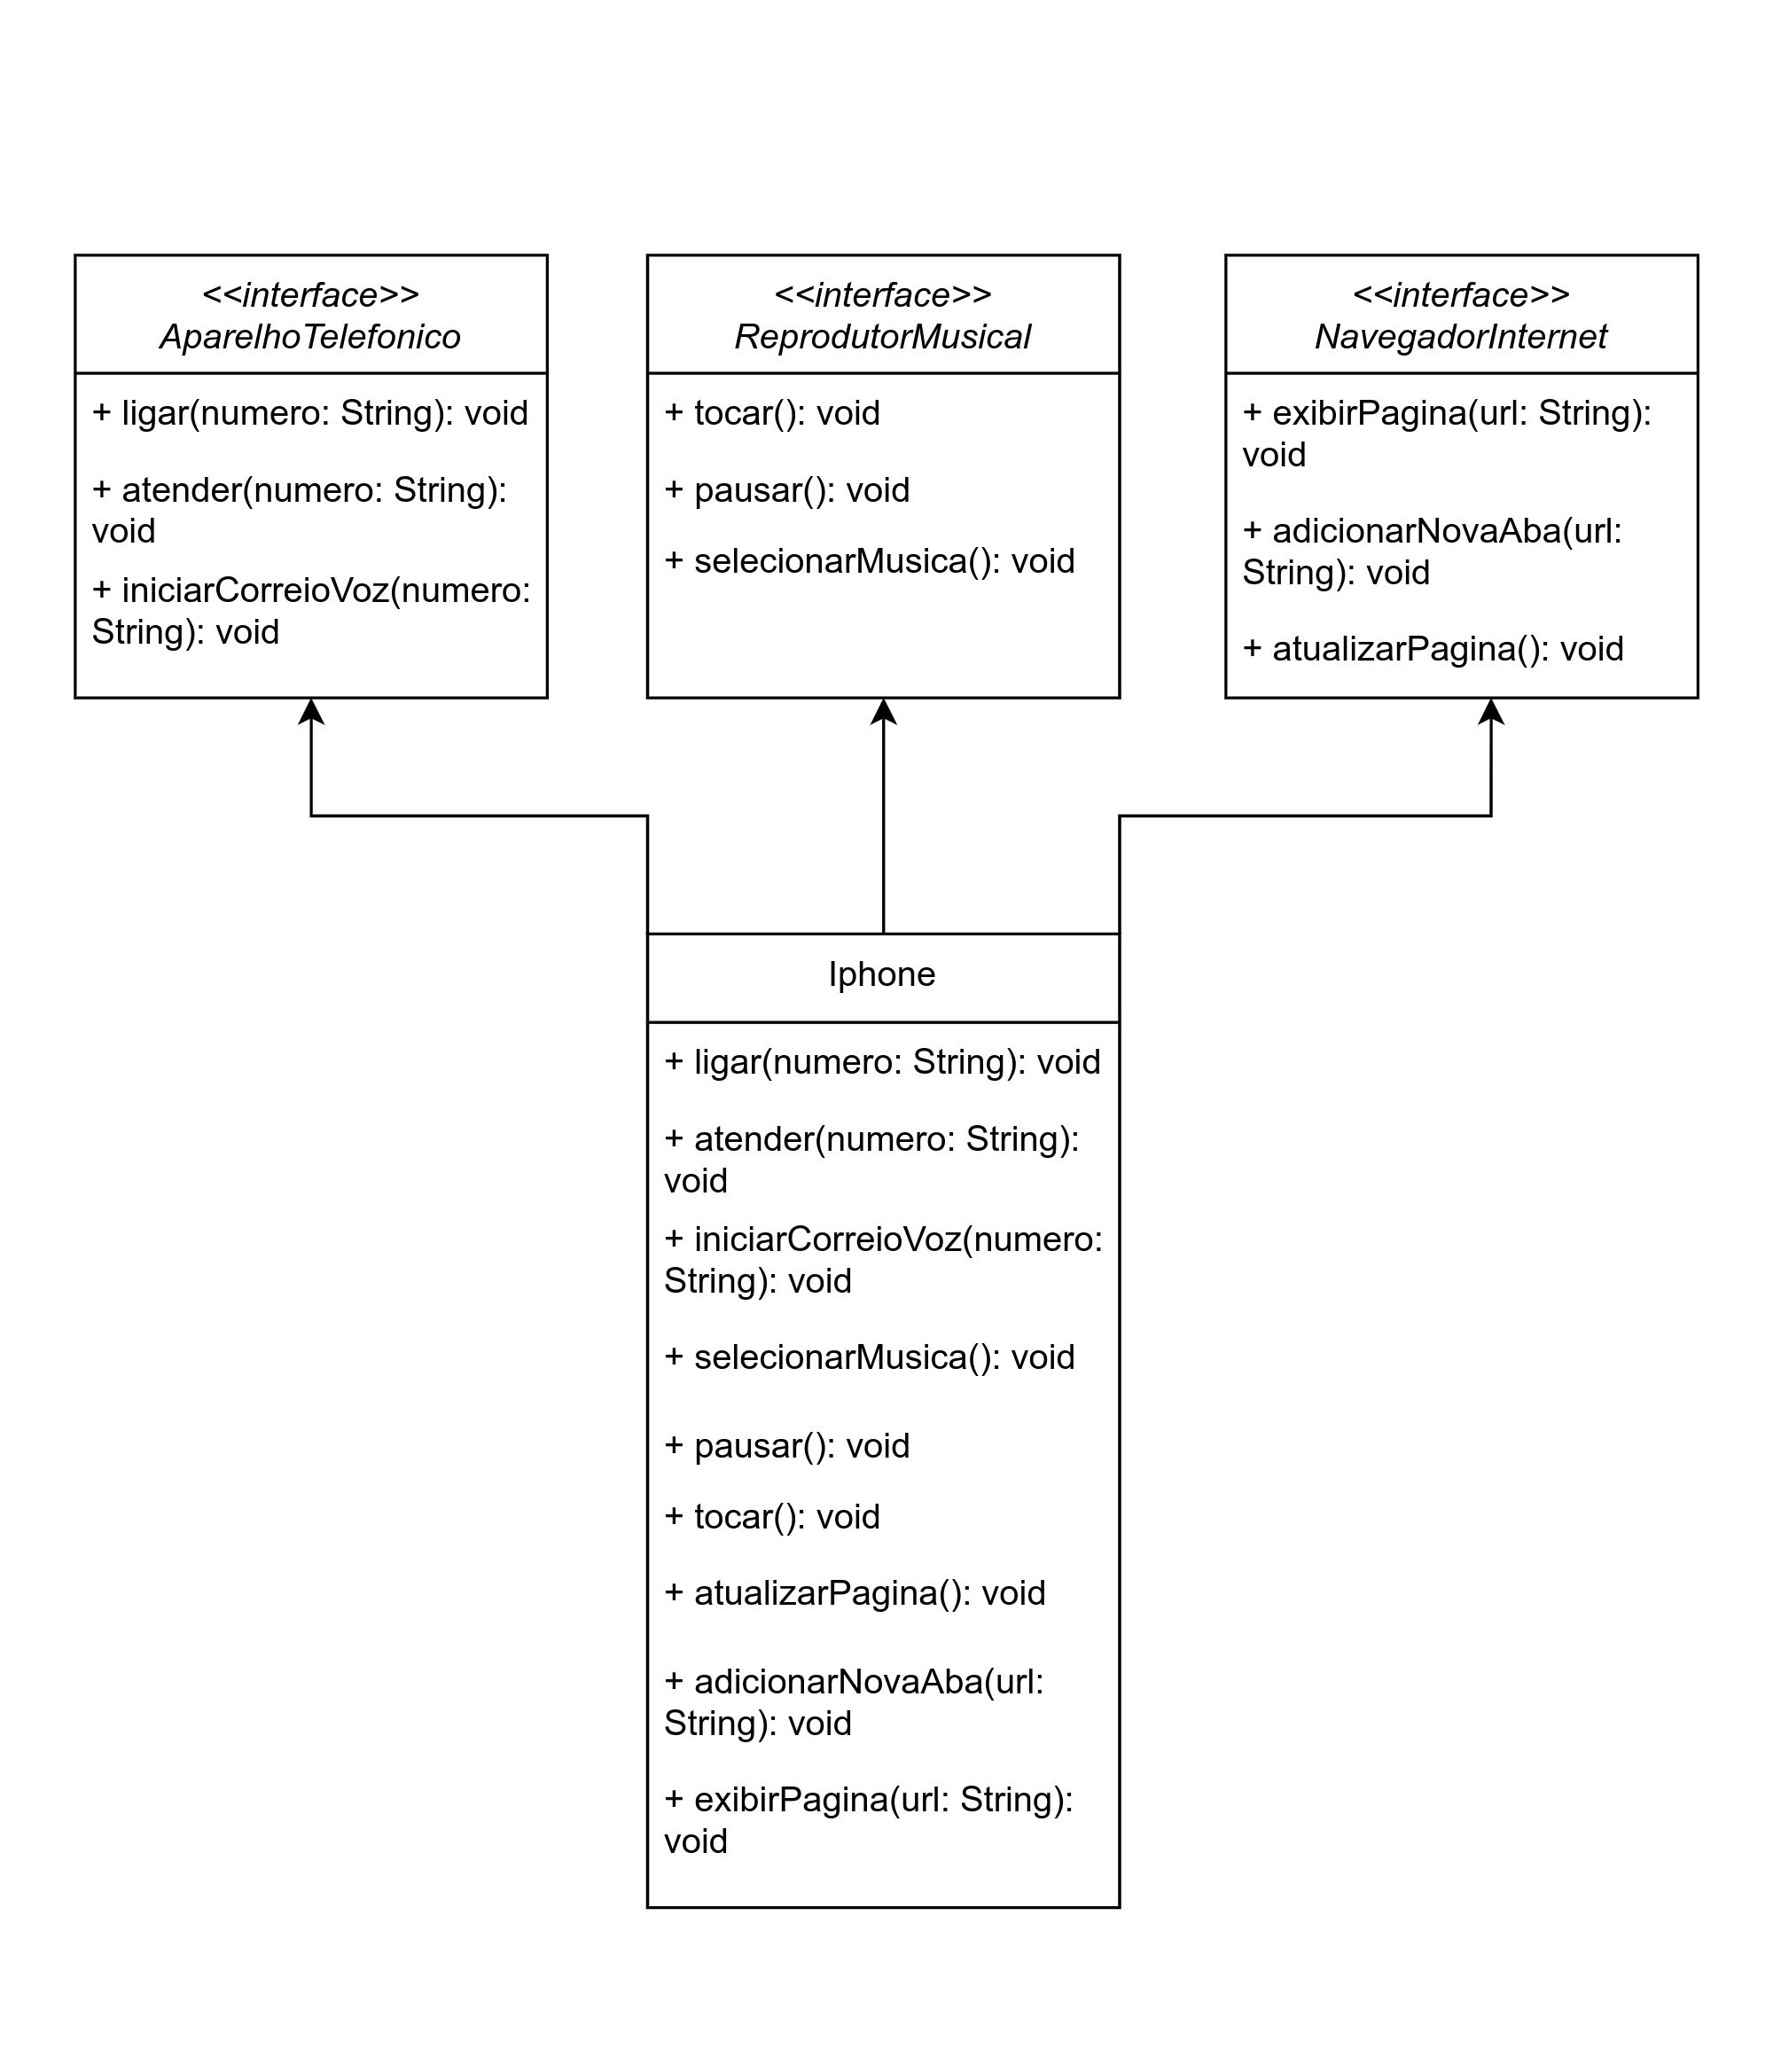 <<interface>>
AparelhoTelefonico
+ ligar(numero: String): void
+ atender(numero: String):
void
+ iniciarCorreioVoz(numero:
String): void
<<interface>>
ReprodutorMusical
+ tocar(): void
+ pausar(): void
+ selecionarMusica(): void
<<interface>>
NavegadorInternet
+ exibirPagina(url: String):
void
+ adicionarNovaAba(url:
String): void
+ atualizarPagina(): void
Iphone
+ ligar(numero: String): void
+ atender(numero: String):
void
+ iniciarCorreioVoz(numero:
String): void
+ selecionarMusica(): void
+ pausar(): void
+ tocar(): void
+ atualizarPagina(): void
+ adicionarNovaAba(url:
String): void
+ exibirPagina(url: String):
void